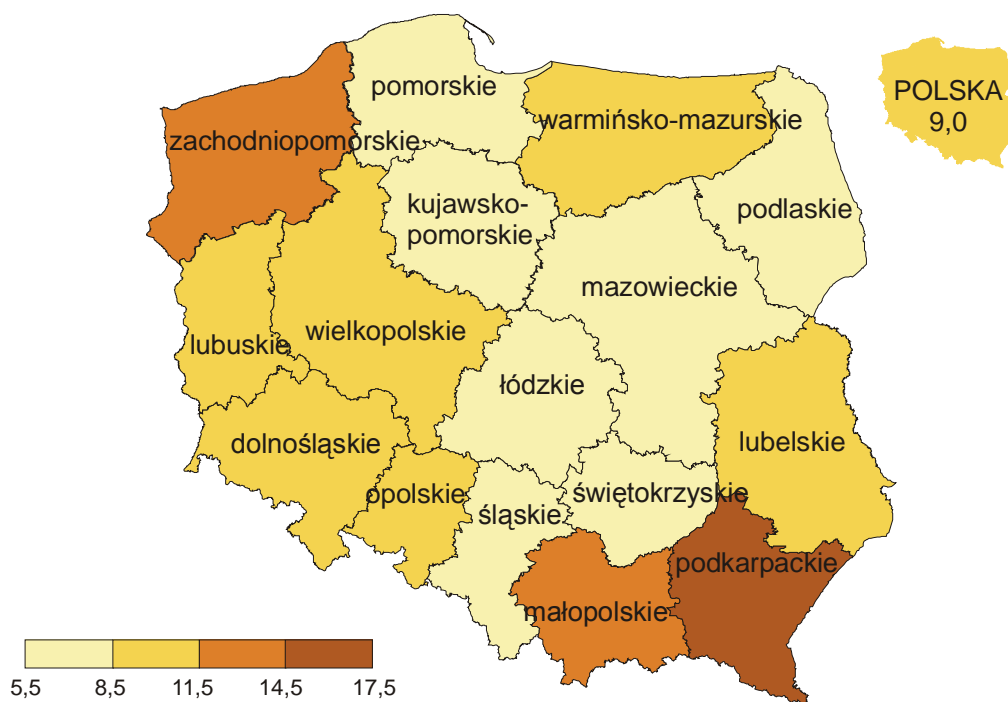 pomorskie
POLSKA
9,0
zachodniopomorskie
warmińsko-mazurskie
kujawsko-
pomorskie
podlaskie
mazowieckie
wielkopolskie
lubuskie
łódzkie
dolnośląskie
lubelskie
opolskie
świętokrzyskie
śląskie
podkarpackie
małopolskie
5,5 8,5 11,5 14,5 17,5